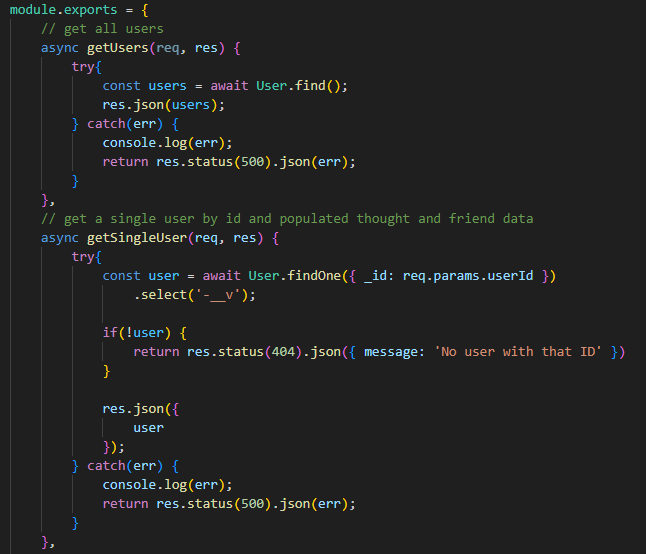 module.exports = {
    // get all users
    async getUsers(req, res) {
        try{
            const users = await User.find();
            res.json(users);
        } catch(err) {
            console.log(err);
            return res.status(500).json(err);
        }
    },
    // get a single user by id and populated thought and friend data
    async getSingleUser(req, res) {
        try{
            const user = await User.findOne({ _id: req.params.userId })
                .select('-__v');

            if(!user) {
                return res.status(404).json({ message: 'No user with that ID' })
            }

            res.json({
                user
            });
        } catch(err) {
            console.log(err);
            return res.status(500).json(err);
        }
    },